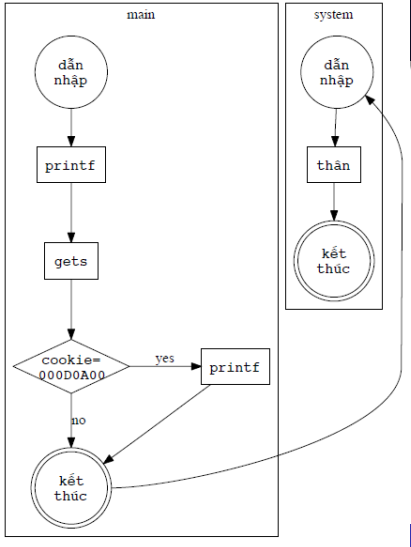 main
dẫn
nhập
printf
gets
cookie=
000D0A00
yes
printf
no
kết
thúc
system
dẫn
nhập
thân
kết
thúc